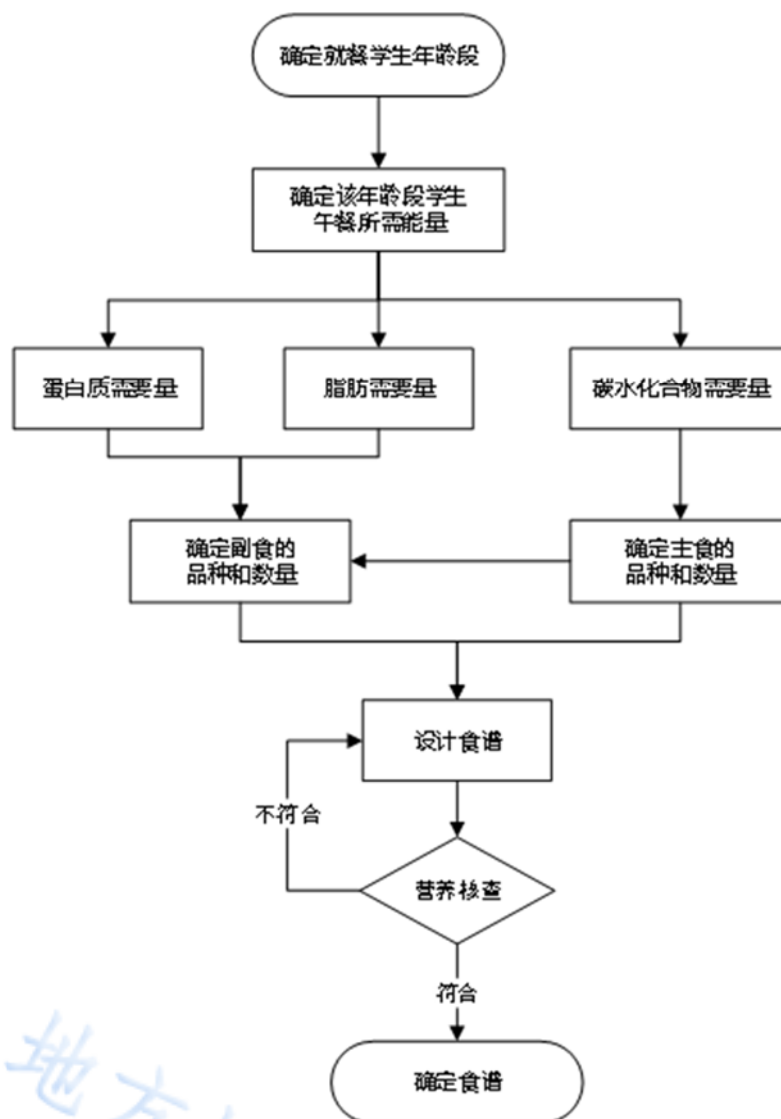 确定就餐学生年龄段
确定该年龄段学生
午餐所需能量
蛋白质需要量
脂肪需要量
碳水化合物需要量
确定副食的
品种和数量
确定主食的
品种和数量
设计食谱
不符合
营养核查
符合
确定食谱
地方